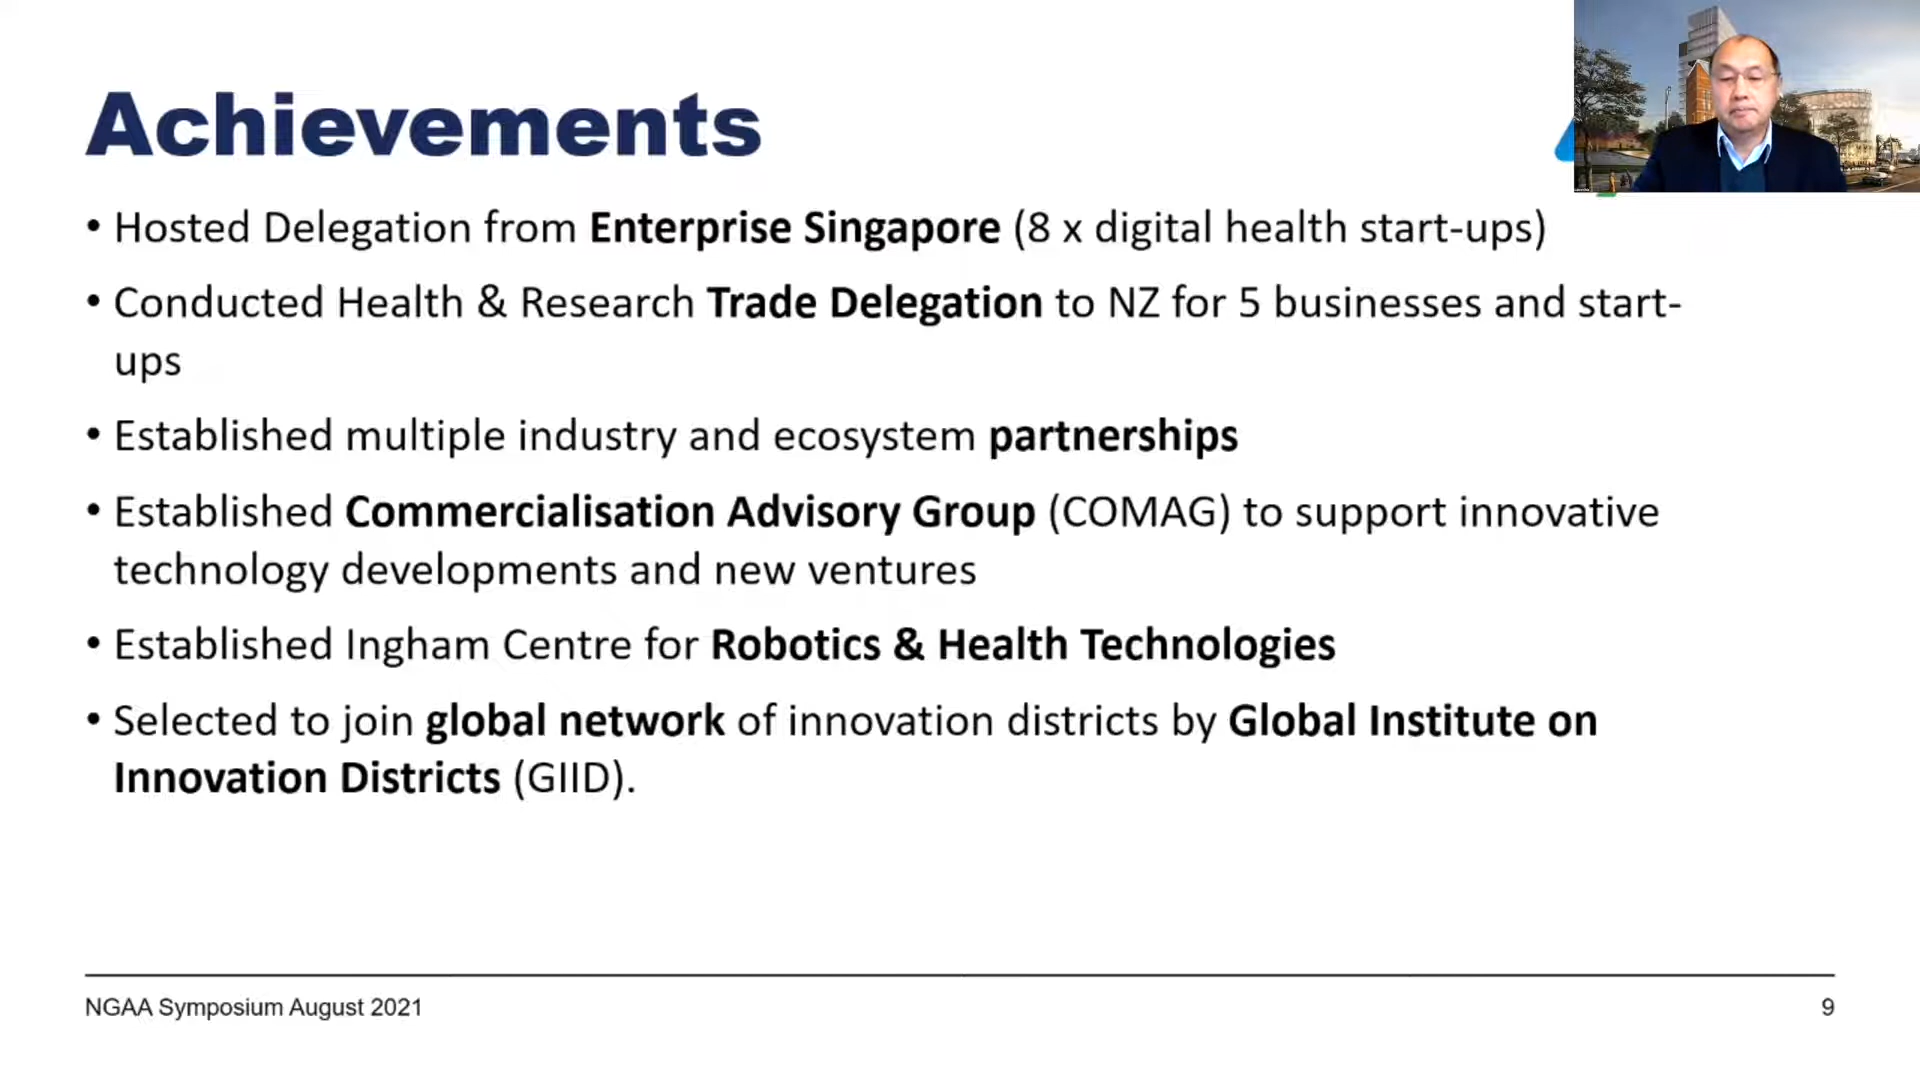 Achievements
• Hosted Delegation from Enterprise Singapore (8 x digital health start-ups)
• Conducted Health & Research Trade Delegation to NZ for 5 businesses and start-
ups
• Established multiple industry and ecosystem partnerships
• Established Commercialisation Advisory Group (COMAG) to support innovative
technology developments and new ventures
• Established Ingham Centre for Robotics & Health Technologies
• Selected to join global network of innovation districts by Global Institute on
Innovation Districts (GIID).
NGAA Symposium August 2021
9